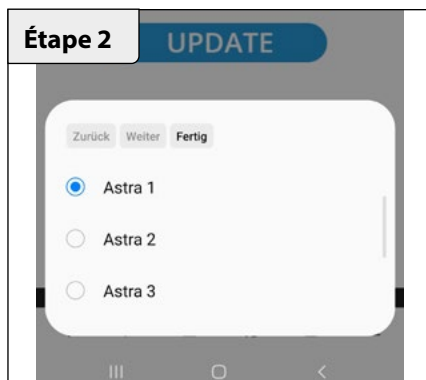 Étape 2
UPDATE
Zurück Weiter Fertig
Astra 1
Astra 2
Astra 3